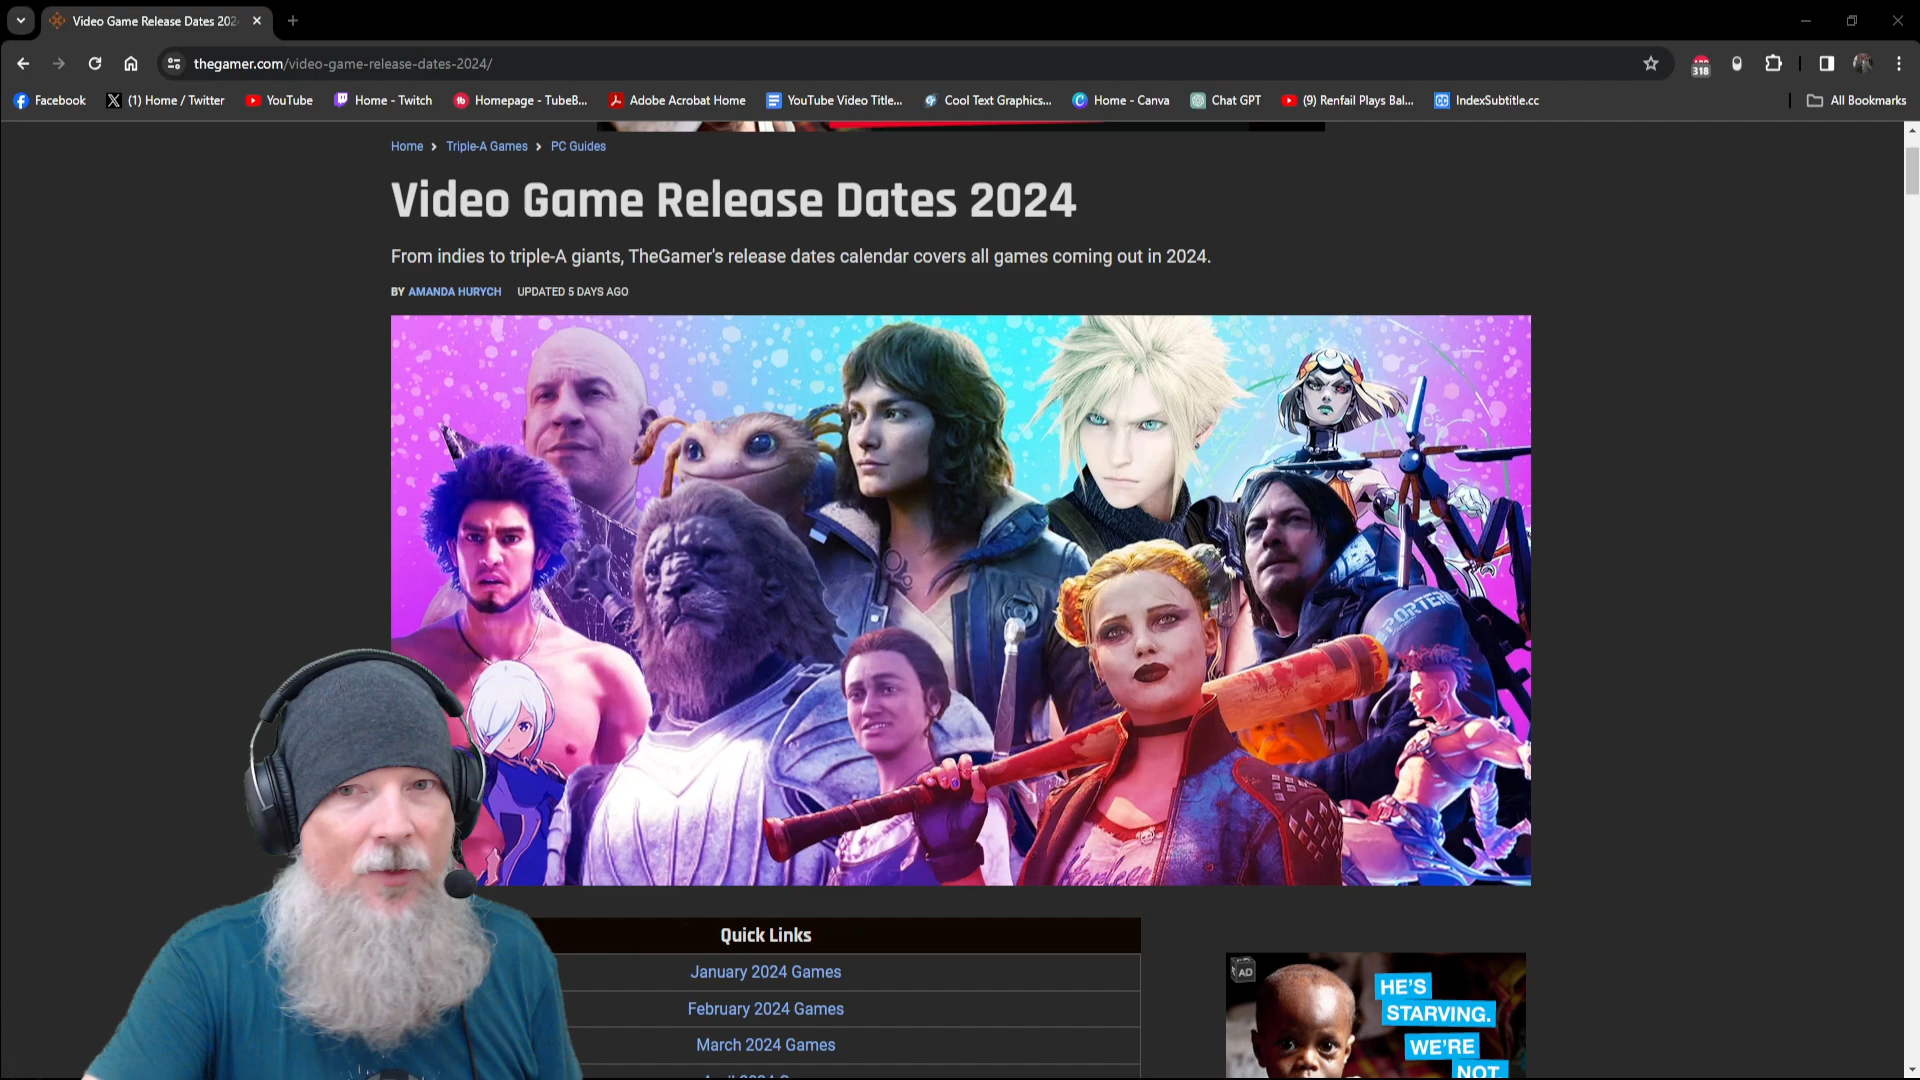 Video Game Release Dates 202
thegamer.com/video-game-release-dates-2024/
318
Facebook
(1) Home / Twitter
YouTube
Home - Twitch
Homepage - TubeB...
Adobe Acrobat Home
YouTube Video Title...
Cool Text Graphics...
Home - Canva
Chat GPT
(9) Renfail Plays Bal...
IndexSubtitle.cc
All Bookmarks
Home > Triple-A Games > PC Guides
Video Game Release Dates 2024
From indies to triple-A giants, TheGamer's release dates calendar covers all games coming out in 2024.
BY AMANDA HURYCH UPDATED 5 DAYS AGO
PORTER
Quick Links
January 2024 Games
February 2024 Games
March 2024 Games
AD
HE'S
STARVING.
WE'RE
NOT